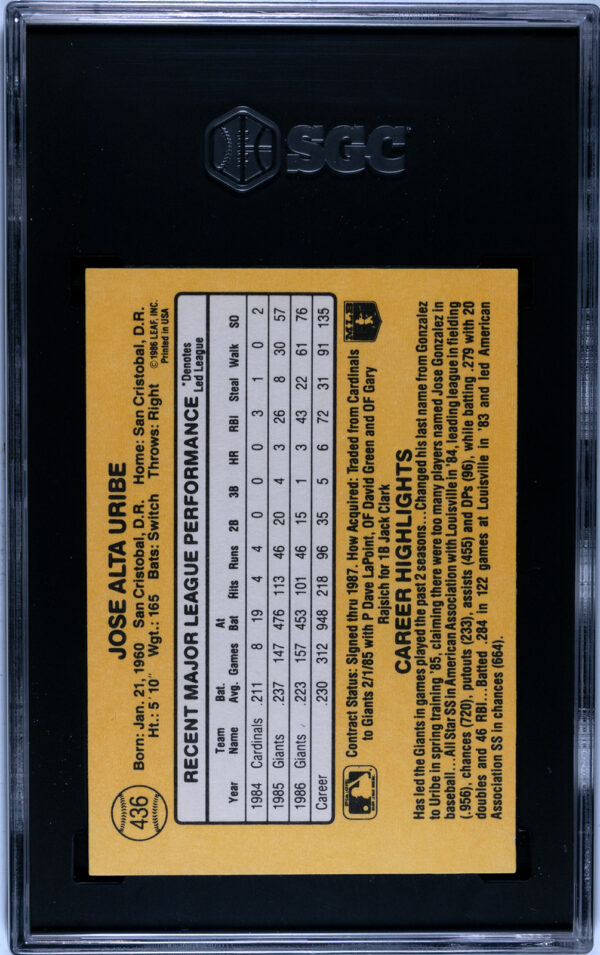 SGC
436
JOSE ALTA URIBE
Born: Jan. 21, 1960 San Cristobal, D.R. Home: San Cristobal, D.R.
Ht.: 5'10" Wgt.: 165 Bats: Switch Throws: Right
© 1986 LEAF, INC.
Printed in USA
RECENT MAJOR LEAGUE PERFORMANCE
*Denotes
Led League
Year Team Name Bat. Avg. Games At Bat Hits Runs 2B 3B HR RBI Steal Walk SO
1984 Cardinals .211 8 19 4 4 0 0 0 3 1 0 2
1985 Giants .237 147 476 113 46 20 4 3 26 8 30 57
1986 Giants .223 157 453 101 46 15 1 3 43 22 61 76
Career .230 312 948 218 96 35 5 6 72 31 91 135
Contract Status: Signed thru 1987. How Acquired: Traded from Cardinals
to Giants 2/1/85 with P Dave LaPoint, OF David Green and OF Gary
Rajsich for 1B Jack Clark
CAREER HIGHLIGHTS
Has led the Giants in games played the past 2 seasons...Changed his last name from Gonzalez
to Uribe in spring training '85, claiming there were too many players named Jose Gonzalez in
baseball...All Star SS in American Association with Louisville in '84, leading league in fielding
(.956), chances (720), putouts (233), assists (455) and DPs (96), while batting .279 with 20
doubles and 46 RBI...Batted .284 in 122 games at Louisville in '83 and led American
Association SS in chances (664).